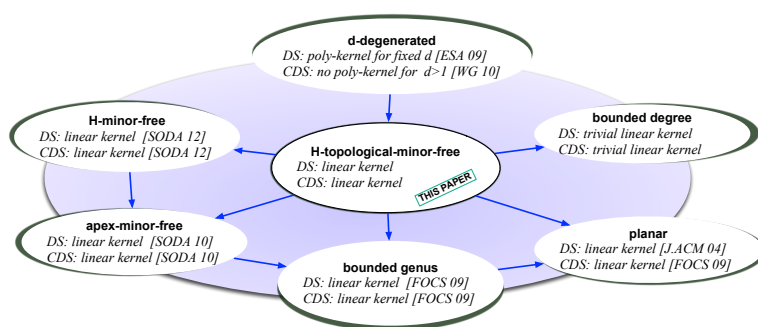 d-degenerated
DS: poly-kernel for fixed d [ESA 09]
CDS: no poly-kernel for d>1 [WG 10]
H-minor-free
DS: linear kernel [SODA 12]
CDS: linear kernel [SODA 12]
bounded degree
DS: trivial linear kernel
CDS: trivial linear kernel
H-topological-minor-free
DS: linear kernel
CDS: linear kernel
THIS PAPER
apex-minor-free
DS: linear kernel [SODA 10]
CDS: linear kernel [SODA 10]
planar
DS: linear kernel [J.ACM 04]
CDS: linear kernel [FOCS 09]
bounded genus
DS: linear kernel [FOCS 09]
CDS: linear kernel [FOCS 09]